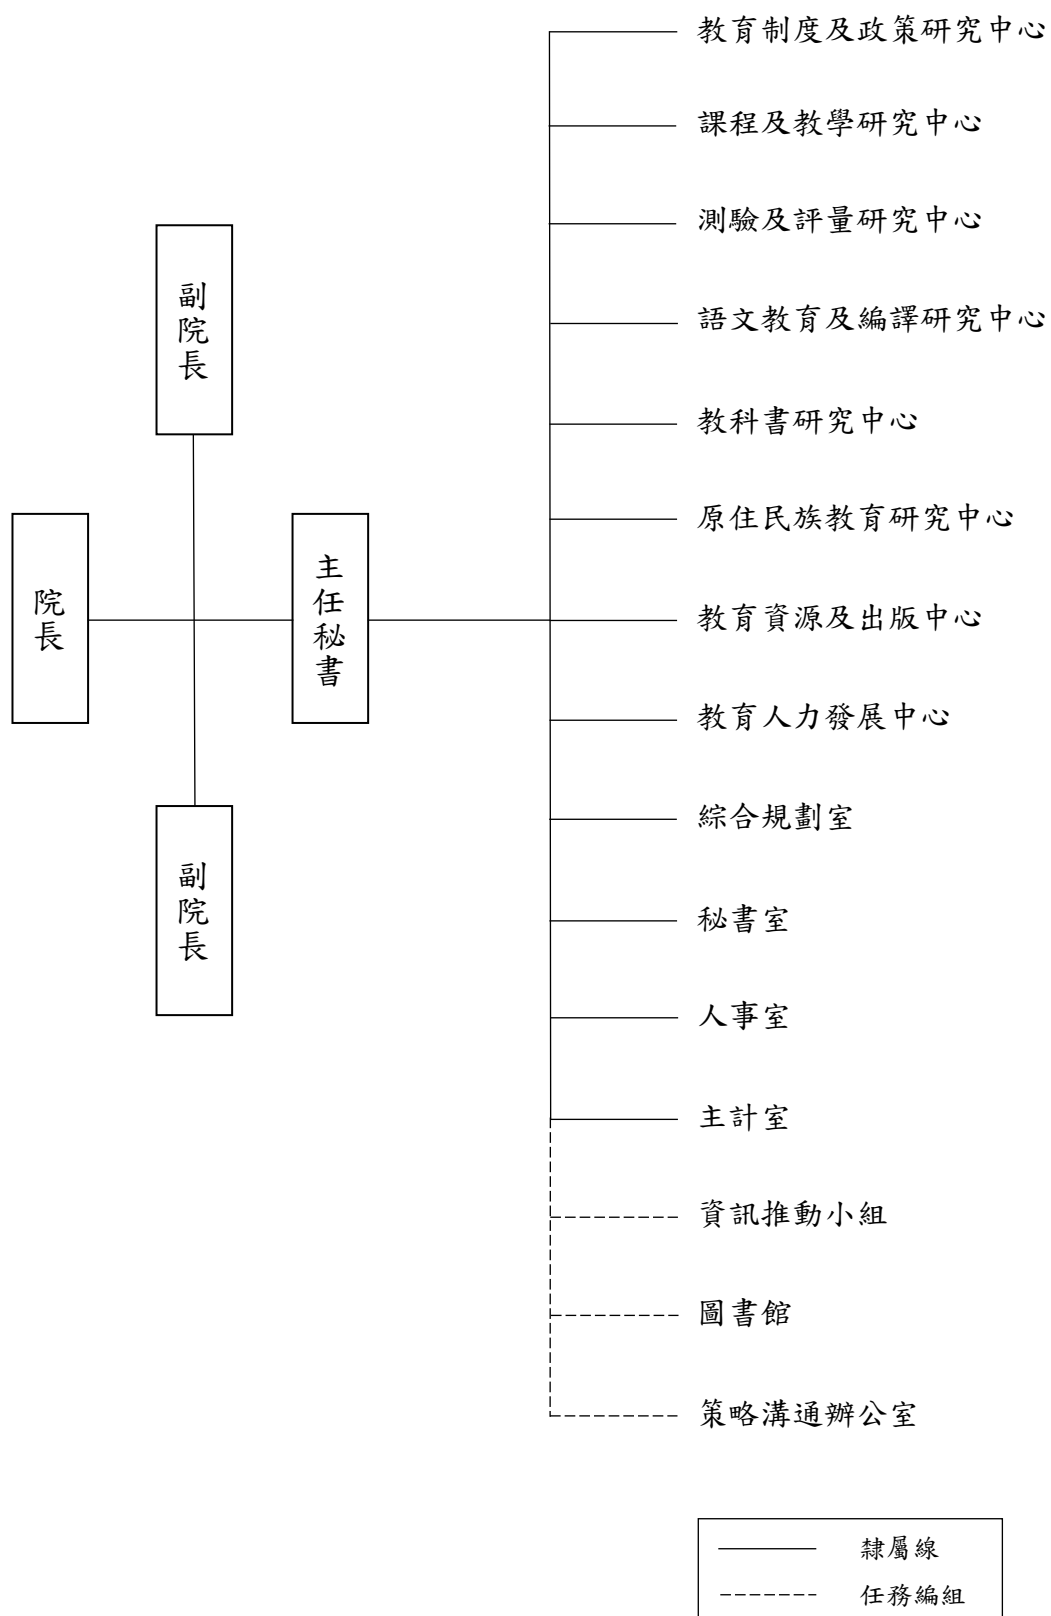 教育制度及政策研究中心
課程及教學研究中心
測驗及評量研究中心
副院長
語文教育及編譯研究中心
教科書研究中心
原住民族教育研究中心
院長
主任秘書
教育資源及出版中心
教育人力發展中心
綜合規劃室
副院長
秘書室
人事室
主計室
資訊推動小組
圖書館
策略溝通辦公室
隸屬線
任務編組